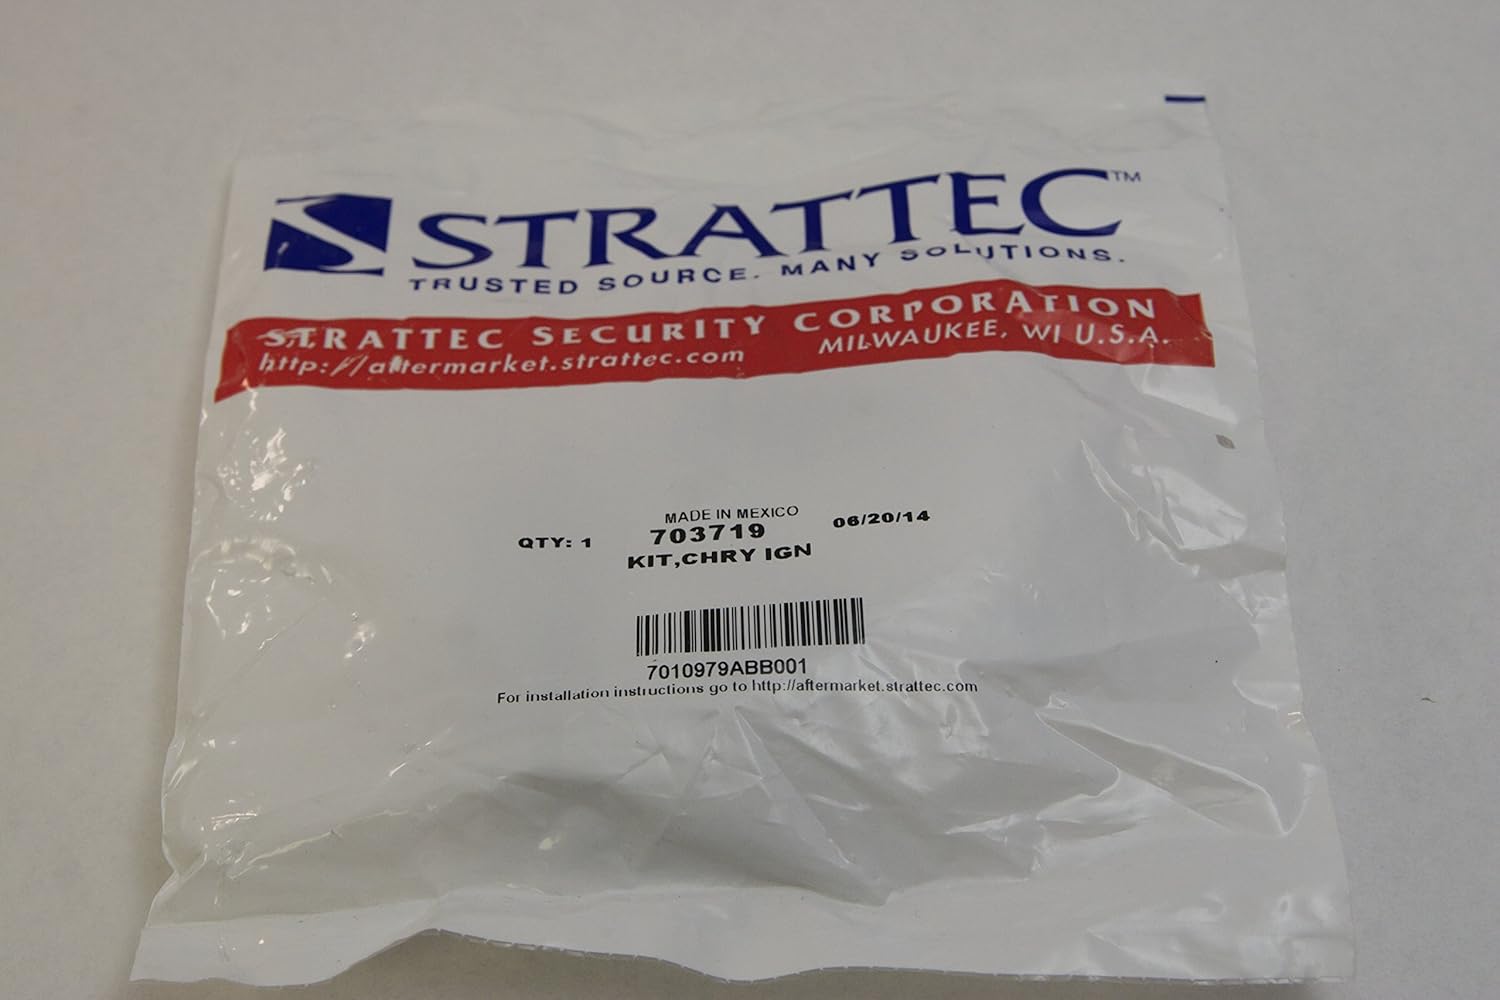 STRATTEC™
TRUSTED SOURCE. MANY SOLUTIONS.
STRATTEC SECURITY CORPORATION
http://aftermarket.strattec.com MILWAUKEE, WI U.S.A.
MADE IN MEXICO
QTY: 1 703719 06/20/14
KIT,CHRY IGN
7010979ABB001
For installation instructions go to http://aftermarket.strattec.com